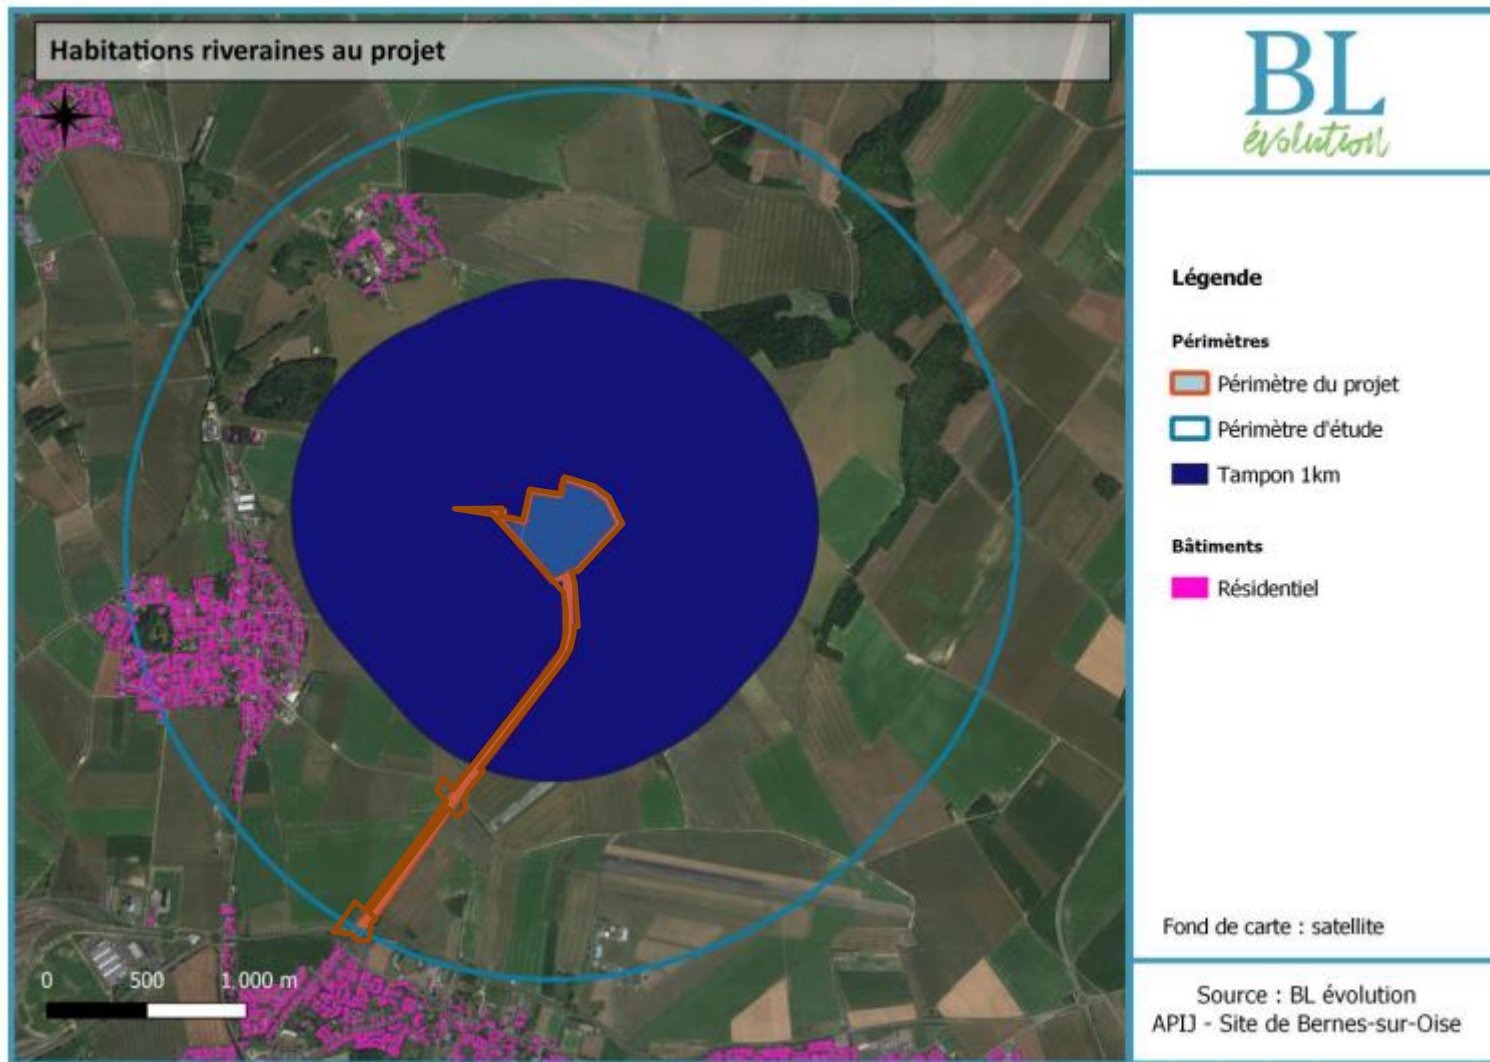 Habitations riveraines au projet
BL
évolution
Légende
Périmètres
Périmètre du projet
Périmètre d'étude
Tampon 1km
Bâtiments
Résidentiel
Fond de carte : satellite
0 500 1 000 m
Source : BL évolution
APIJ - Site de Bernes-sur-Oise